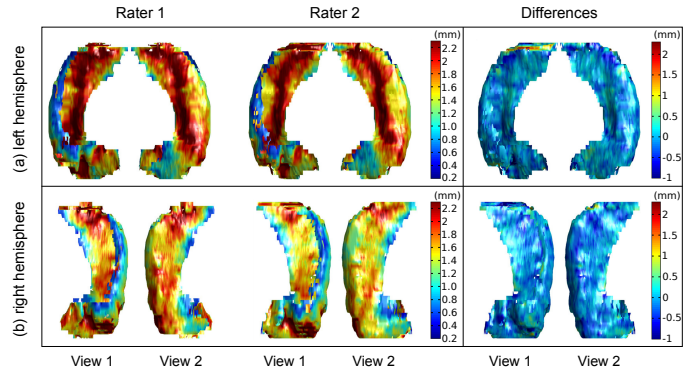 Rater 1 Rater 2 Differences
(a) left hemisphere
(mm) (mm) (mm)
2.2 2.2 2
2.0 2.0 1.5
1.8 1.8 1
1.6 1.6 0.5
1.4 1.4 0
1.2 1.2 -0.5
1.0 1.0 -1
0.8 0.8
0.6 0.6
0.4 0.4
0.2 0.2
(b) right hemisphere
(mm) (mm) (mm)
2.2 2.2 2
2.0 2.0 1.5
1.8 1.8 1
1.6 1.6 0.5
1.4 1.4 0
1.2 1.2 -0.5
1.0 1.0 -1
0.8 0.8
0.6 0.6
0.4 0.4
0.2 0.2
View 1 View 2 View 1 View 2 View 1 View 2